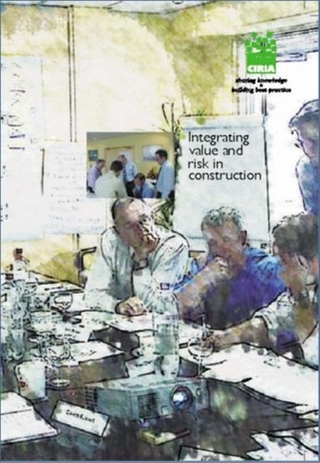 CIRIA
sharing knowledge
building best practice
Integrating
value and
risk in
construction